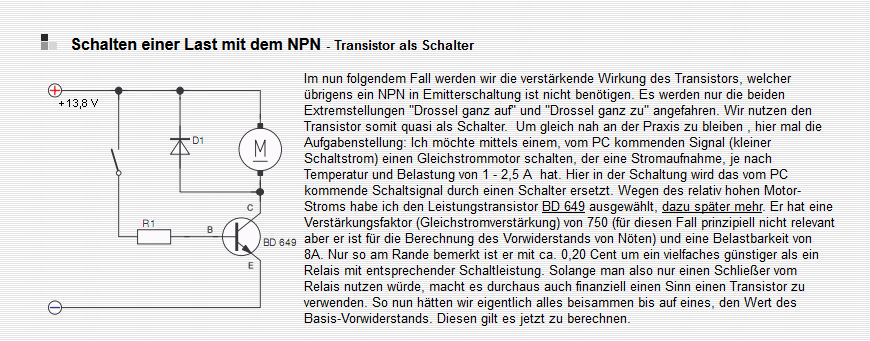 Schalten einer Last mit dem NPN - Transistor als Schalter
+13,8 V
D1
M
R1
B
C
BD 649
E
Im nun folgendem Fall werden wir die verstärkende Wirkung des Transistors, welcher
übrigens ein NPN in Emitterschaltung ist nicht benötigen. Es werden nur die beiden
Extremstellungen "Drossel ganz auf" und "Drossel ganz zu" angefahren. Wir nutzen den
Transistor somit quasi als Schalter. Um gleich nah an der Praxis zu bleiben , hier mal die
Aufgabenstellung: Ich möchte mittels einem, vom PC kommenden Signal (kleiner
Schaltstrom) einen Gleichstrommotor schalten, der eine Stromaufnahme, je nach
Temperatur und Belastung von 1 - 2,5 A hat. Hier in der Schaltung wird das vom PC
kommende Schaltsignal durch einen Schalter ersetzt. Wegen des relativ hohen Motor-
Stroms habe ich den Leistungstransistor BD 649 ausgewählt, dazu später mehr. Er hat eine
Verstärkungsfaktor (Gleichstromverstärkung) von 750 (für diesen Fall prinzipiell nicht relevant
aber er ist für die Berechnung des Vorwiderstands von Nöten) und eine Belastbarkeit von
8A. Nur so am Rande bemerkt ist er mit ca. 0,20 Cent um ein vielfaches günstiger als ein
Relais mit entsprechender Schaltleistung. Solange man also nur einen Schließer vom
Relais nutzen würde, macht es durchaus auch finanziell einen Sinn einen Transistor zu
verwenden. So nun hätten wir eigentlich alles beisammen bis auf eines, den Wert des
Basis-Vorwiderstands. Diesen gilt es jetzt zu berechnen.